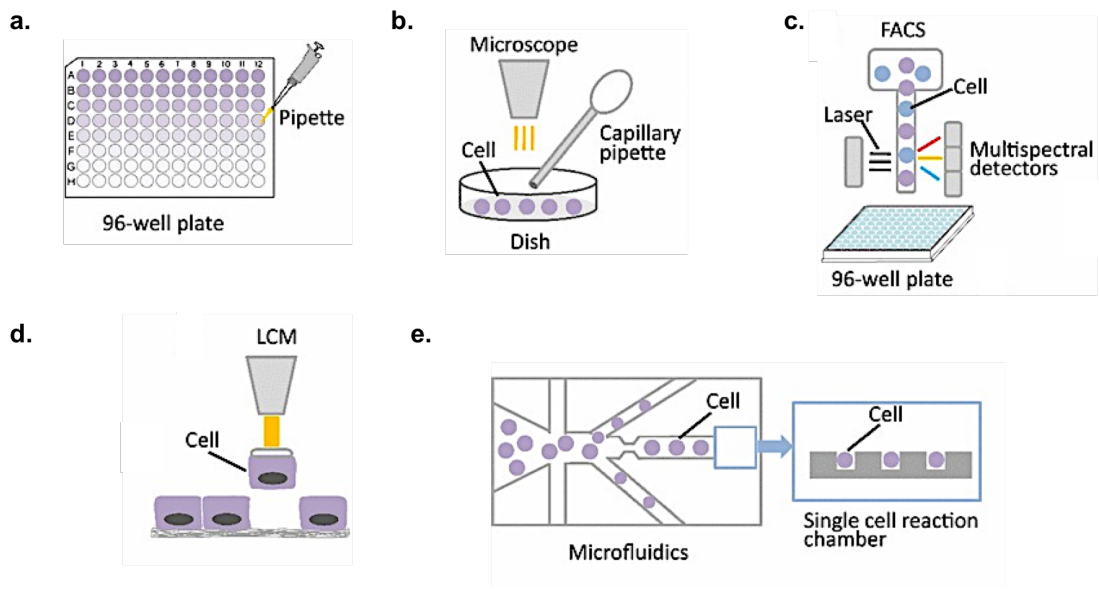 a.
1 2 3 4 5 6 7 8 9 10 11 12
A
B
C
D
E
F
G
H
Pipette
96-well plate
b.
Microscope
Cell
Capillary
pipette
Dish
c.
FACS
Cell
Laser
Multispectral
detectors
96-well plate
d.
LCM
Cell
e.
Cell
Microfluidics
Cell
Single cell reaction
chamber